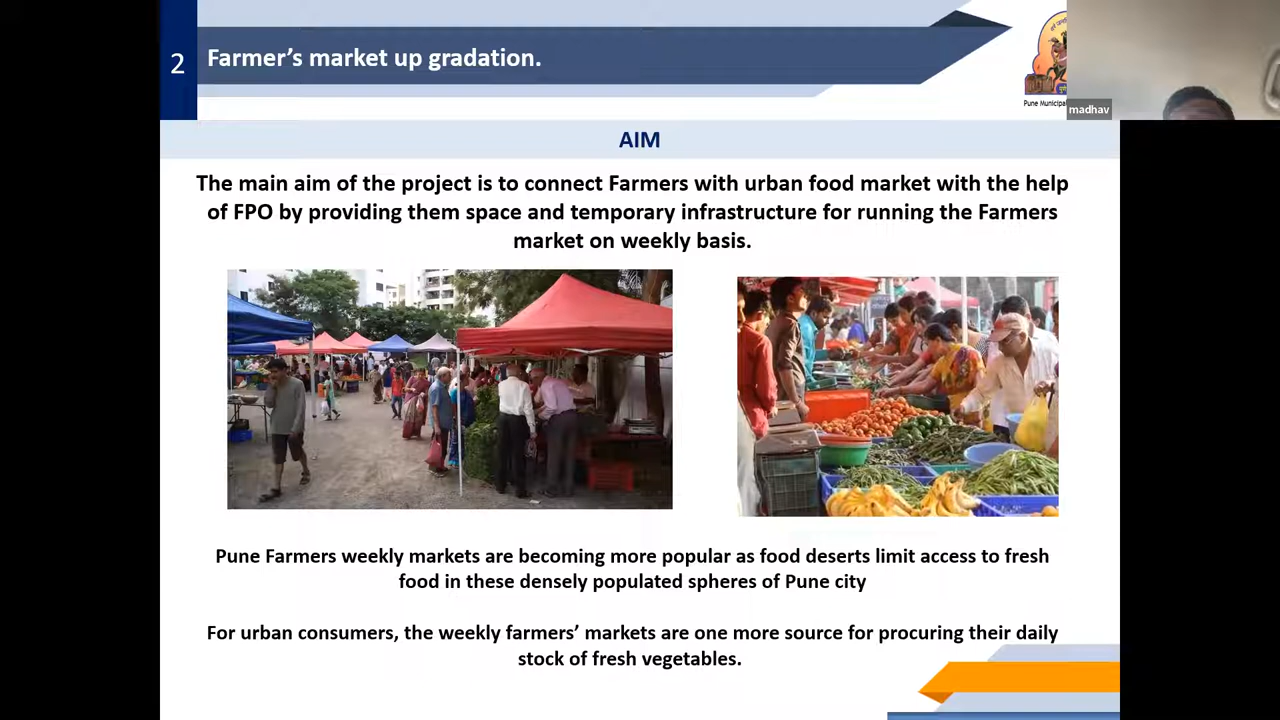 2
Farmer’s market up gradation.
Pune Municipal
madhav
AIM
The main aim of the project is to connect Farmers with urban food market with the help
of FPO by providing them space and temporary infrastructure for running the Farmers
market on weekly basis.
Pune Farmers weekly markets are becoming more popular as food deserts limit access to fresh
food in these densely populated spheres of Pune city
For urban consumers, the weekly farmers’ markets are one more source for procuring their daily
stock of fresh vegetables.